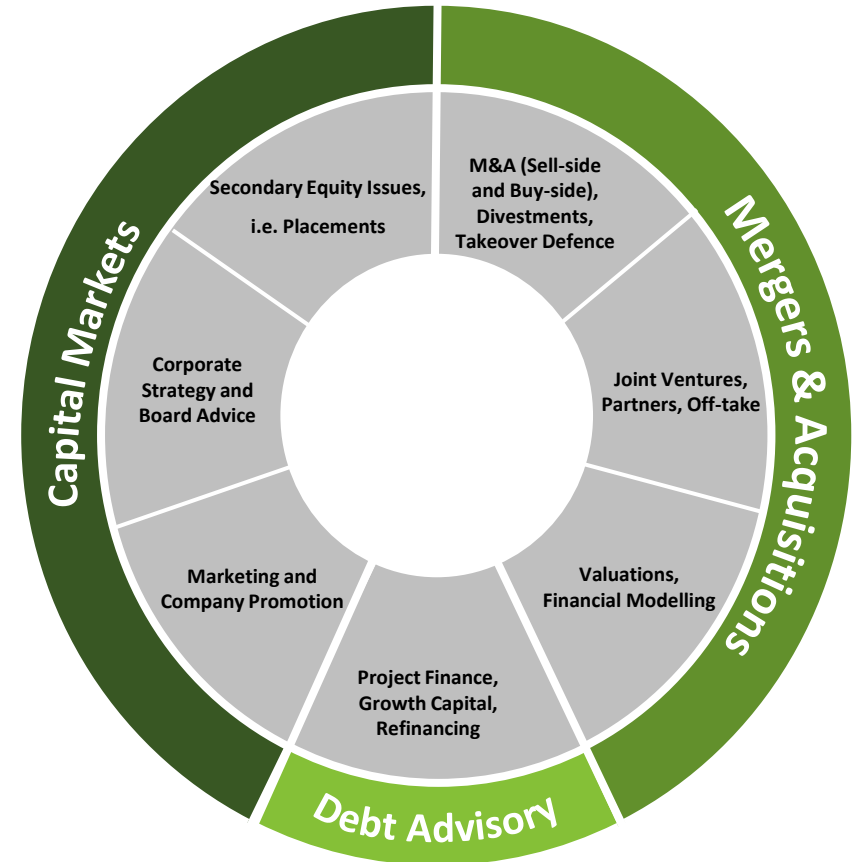 Capital Markets
Mergers & Acquisitions
Debt Advisory
Secondary Equity Issues,
i.e. Placements
M&A (Sell-side
and Buy-side),
Divestments,
Takeover Defence
Corporate
Strategy and
Board Advice
Joint Ventures,
Partners, Off-take
Marketing and
Company Promotion
Valuations,
Financial Modelling
Project Finance,
Growth Capital,
Refinancing